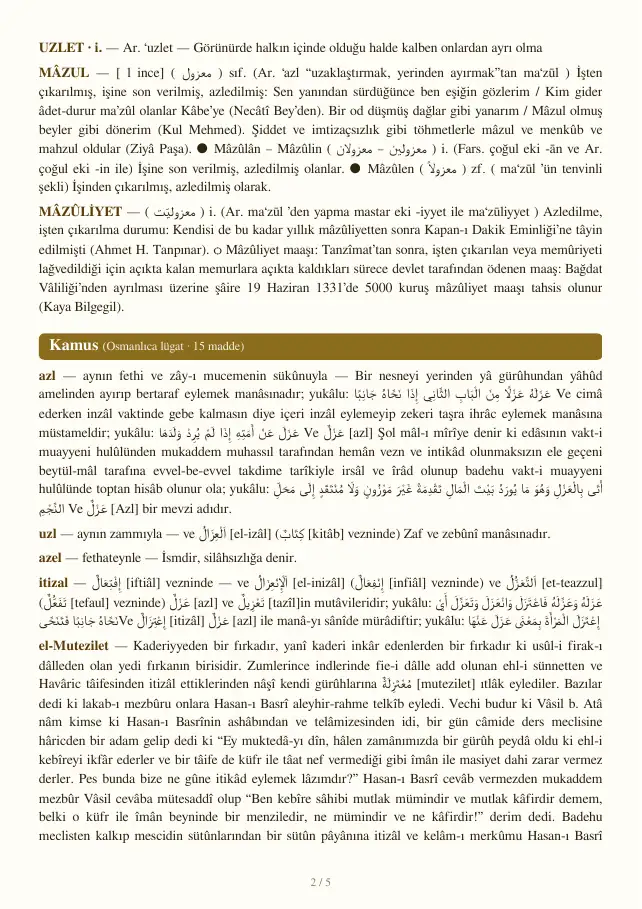 UZLET · i. — Ar. ‘uzlet — Görünürde halkın içinde olduğu halde kalben onlardan ayrı olma
MÂZUL — [ l ince] ( معزول ) sıf. (Ar. ‘azl “uzaklaştırmak, yerinden ayırmak”tan ma‘zūl ) İşten
çıkarılmış, işine son verilmiş, azledilmiş: Sen yanından sürdüğünce ben eşiğin gözlerim / Kim gider
âdet-durur ma’zûl olanlar Kâbe’ye (Necâtî Bey’den). Bir od düşmüş dağlar gibi yanarım / Mâzul olmuş
beyler gibi dönerim (Kul Mehmed). Şiddet ve imtizaçsızlık gibi töhmetlerle mâzul ve menkûb ve
mahzul oldular (Ziyâ Paşa). ● Mâzûlân – Mâzûlin ( معزولین – معزولان ) i. (Fars. çoğul eki -ān ve Ar.
çoğul eki -іn ile) İşine son verilmiş, azledilmiş olanlar. ● Mâzûlen ( معزولاً ) zf. ( ma‘zūl ’ün tenvinli
şekli) İşinden çıkarılmış, azledilmiş olarak.
MÂZÛLİYET — ( معزوليّت ) i. (Ar. ma‘zūl ’den yapma mastar eki -iyyet ile ma‘zūliyyet ) Azledilme,
işten çıkarılma durumu: Kendisi de bu kadar yıllık mâzûliyetten sonra Kapan-ı Dakik Eminliği’ne tâyin
edilmişti (Ahmet H. Tanpınar). ○ Mâzûliyet maaşı: Tanzîmat’tan sonra, işten çıkarılan veya memûriyeti
lağvedildiği için açıkta kalan memurlara açıkta kaldıkları sürece devlet tarafından ödenen maaş: Bağdat
Vâliliği’nden ayrılması üzerine şâire 19 Haziran 1331’de 5000 kuruş mâzûliyet maaşı tahsis olunur
(Kaya Bilgegil).
Kamus (Osmanlıca lügat · 15 madde)
azl — aynın fethi ve zây-ı mucemenin sükûnuyla — Bir nesneyi yerinden yâ gürûhundan yâhûd
amelinden ayırıp bertaraf eylemek manâsınadır; yukâlu: عَزَلَهُ عَزْلًا مِنَ الْبَابِ الثَّانِي إِذَا نَحَّاهُ جَانِبًا Ve cimâ
ederken inzâl vaktinde gebe kalmasın diye içeri inzâl eylemeyip zekeri taşra ihrâc eylemek manâsına
müstameldir; yukâlu: عَزَلَ عَنْ أَمَتِهِ إِذَا لَمْ يُرِدْ وَلَدَهَا Ve عَزْلٌ [azl] Şol mâl-ı mîrîye denir ki edâsının vakt-i
muayyeni hulûlünden mukaddem muhassıl tarafından hemân vezn ve intikâd olunmaksızın ele geçeni
beytül-mâl tarafına evvel-be-evvel takdime tarîkiyle irsâl ve îrâd olunup badehu vakt-i muayyeni
hulûlünde toptan hisâb olunur ola; yukâlu: أَتَى بِالْعَزْلِ وَهُوَ مَا يُورَدُ بَيْتَ الْمَالِ تَقْدِمَةً غَيْرَ مَوْزُونٍ وَلَا مُنْتَقَدٍ إِلَى مَحَلِّ
النَّجْمِ Ve عَزْلٌ [Azl] bir mevzi adıdır.
uzl — aynın zammıyla — ve اَلْعِزَالُ [el-izâl] (كِتَابٌ [kitâb] vezninde) Zaf ve zebûnî manâsınadır.
azel — fethateynle — İsmdir, silâhsızlığa denir.
itizal — إِفْتِعَالٌ [iftiâl] vezninde — ve اَلْإِنْعِزَالُ [el-inizâl] (إِنْفِعَالٌ [infiâl] vezninde) ve اَلتَّعَزُّلُ [et-teazzul]
(تَفَعُّلٌ [tefaul] vezninde) عَزْلٌ [azl] ve تَعْزِيلٌ [tazîl]in mutâvileridir; yukâlu: عَزَلَهُ وَعَزَّلَهُ فَاعْتَزَلَ وَانْعَزَلَ وَتَعَزَّلَ أَيْ
نَحَّاهُ جَانِبًا فَتَنَحَّىVe إِعْتِزَالٌ [itizâl] عَزْلٌ [azl] ile manâ-yı sânîde mürâdiftir; yukâlu: إِعْتَزَلَ الْمَرْأَةَ بِمَعْنَى عَزَلَ عَنْهَا
el-Mutezilet — Kaderiyyeden bir fırkadır, yanî kaderi inkâr edenlerden bir fırkadır ki usûl-i firak-ı
dâlleden olan yedi fırkanın birisidir. Zumlerince indlerinde fie-i dâlle add olunan ehl-i sünnetten ve
Havâric tâifesinden itizâl ettiklerinden nâşî kendi gürûhlarına مُعْتَزِلَةٌ [mutezilet] ıtlâk eylediler. Bazılar
dedi ki lakab-ı mezbûru onlara Hasan-ı Basrî aleyhir-rahme telkîb eyledi. Vechi budur ki Vâsil b. Atâ
nâm kimse ki Hasan-ı Basrînin ashâbından ve telâmizesinden idi, bir gün câmide ders meclisine
hâricden bir adam gelip dedi ki “Ey muktedâ-yı dîn, hâlen zamânımızda bir gürûh peydâ oldu ki ehl-i
kebîreyi ikfâr ederler ve bir tâife de küfr ile tâat nef vermediği gibi îmân ile masiyet dahi zarar vermez
derler. Pes bunda bize ne gûne itikâd eylemek lâzımdır?” Hasan-ı Basrî cevâb vermezden mukaddem
mezbûr Vâsil cevâba mütesaddî olup “Ben kebîre sâhibi mutlak mümindir ve mutlak kâfirdir demem,
belki o küfr ile îmân beyninde bir menziledir, ne mümindir ve ne kâfirdir!” derim dedi. Badehu
meclisten kalkıp mescidin sütûnlarından bir sütûn pâyânına itizâl ve kelâm-ı merkûmu Hasan-ı Basrî
2 / 5